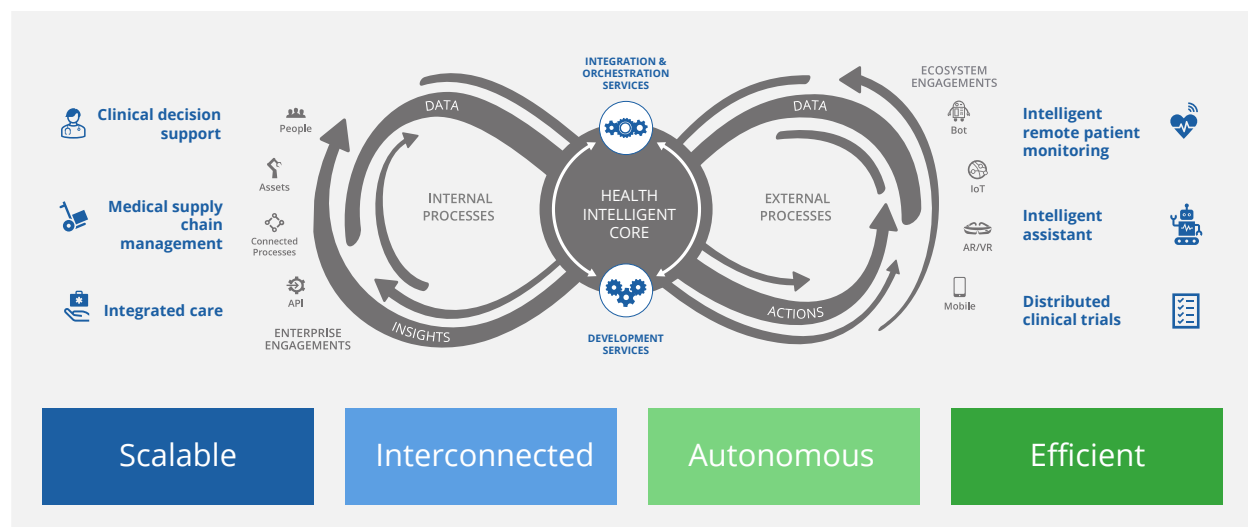 INTEGRATION &
ORCHESTRATION
SERVICES
Clinical decision
support
Medical supply
chain
management
Integrated care
People
Assets
Connected
Processes
API
ENTERPRISE
ENGAGEMENTS
DATA
INTERNAL
PROCESSES
INSIGHTS
HEALTH
INTELLIGENT
CORE
DEVELOPMENT
SERVICES
DATA
EXTERNAL
PROCESSES
ACTIONS
ECOSYSTEM
ENGAGEMENTS
Bot
IoT
AR/VR
Mobile
Intelligent
remote patient
monitoring
Intelligent
assistant
Distributed
clinical trials
Scalable
Interconnected
Autonomous
Efficient